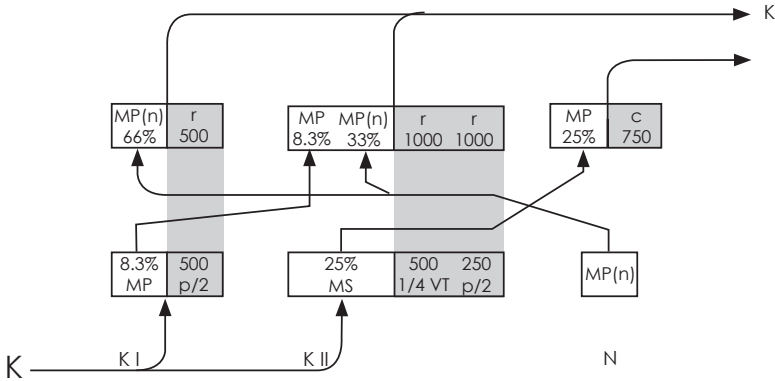 K
MP(n) r
66% 500
MP MP(n) r r
8.3% 33% 1000 1000
MP c
25% 750
8.3% 500
MP p/2
25% 500 250
MS 1/4 VT p/2
MP(n)
K K I K II N